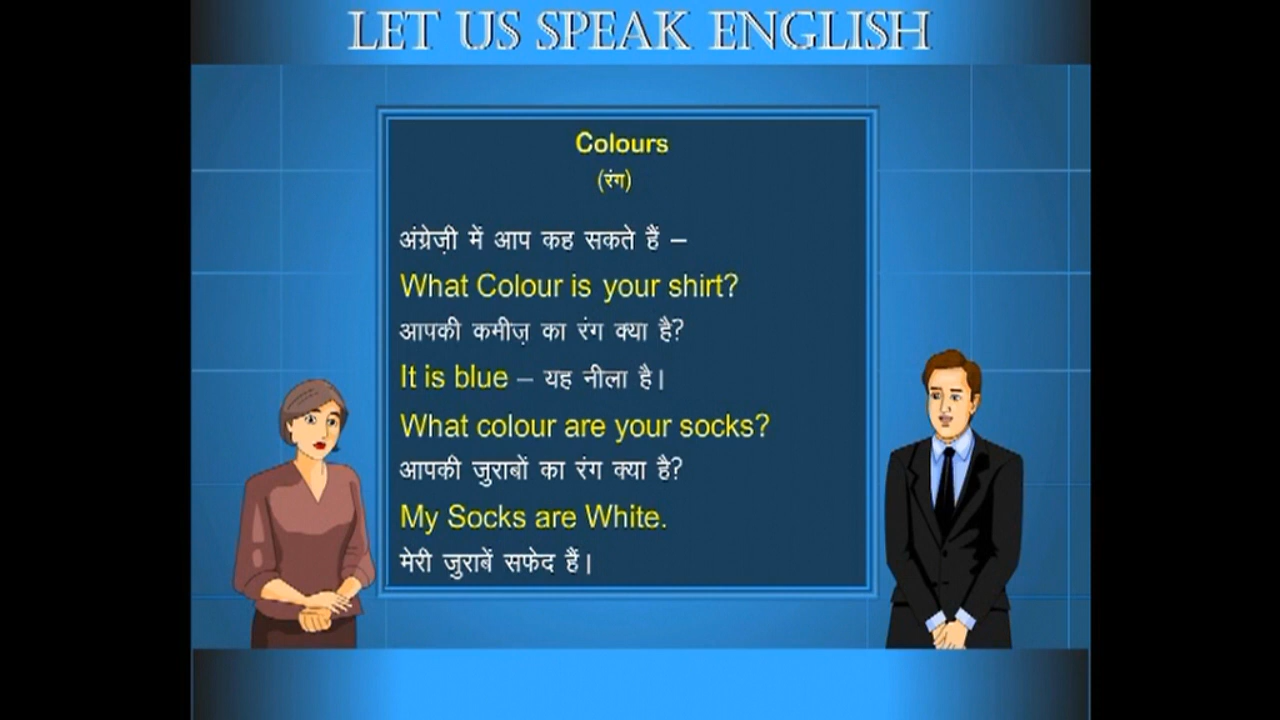 LET US SPEAK ENGLISH
Colours
(रंग)
अंग्रेज़ी में आप कह सकते हैं –
What Colour is your shirt?
आपकी कमीज़ का रंग क्या है?
It is blue – यह नीला है।
What colour are your socks?
आपकी जुराबों का रंग क्या है?
My Socks are White.
मेरी जुराबें सफेद हैं।